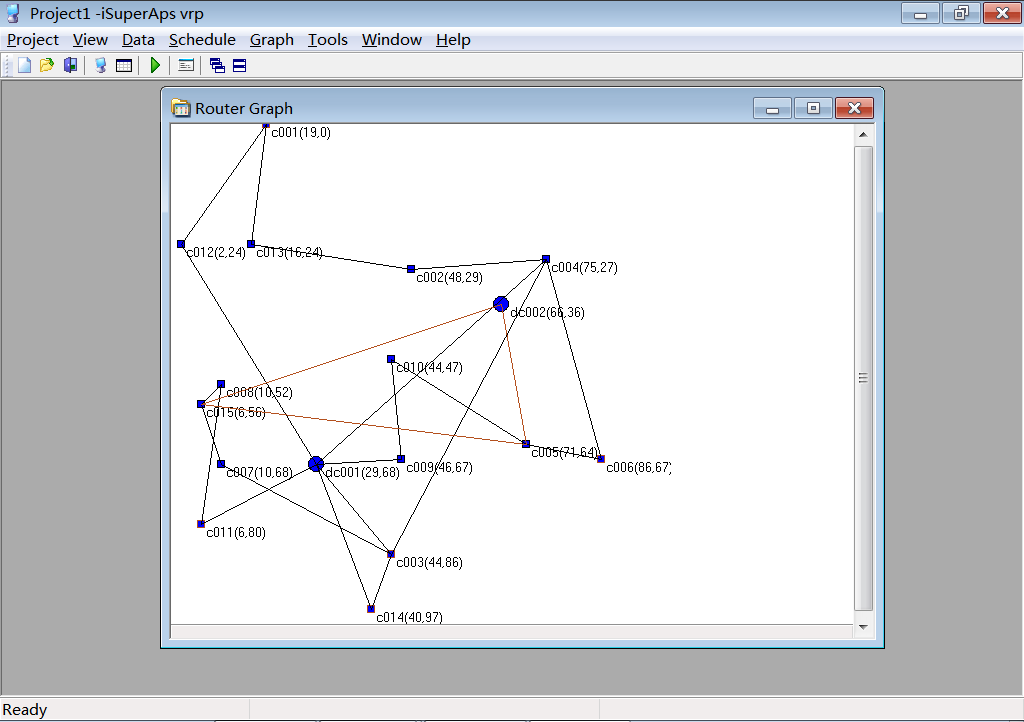 Project1 -iSuperAps vrp
Project View Data Schedule Graph Tools Window Help
Router Graph
c001(19,0)
c012(2,24)
c013(16,24)
c002(48,29)
c004(75,27)
dc002(66,36)
c010(44,47)
c008(10,52)
c015(6,56)
c005(71,64)
c006(86,67)
c007(10,68)
dc001(29,68)
c009(46,67)
c011(6,80)
c003(44,86)
c014(40,97)
Ready